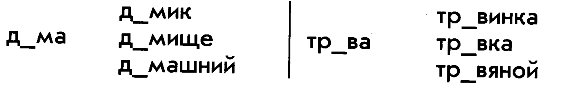 д_ма
д_мик
д_мище
д_машний
тр_ва
тр_винка
тр_вка
тр_вяной